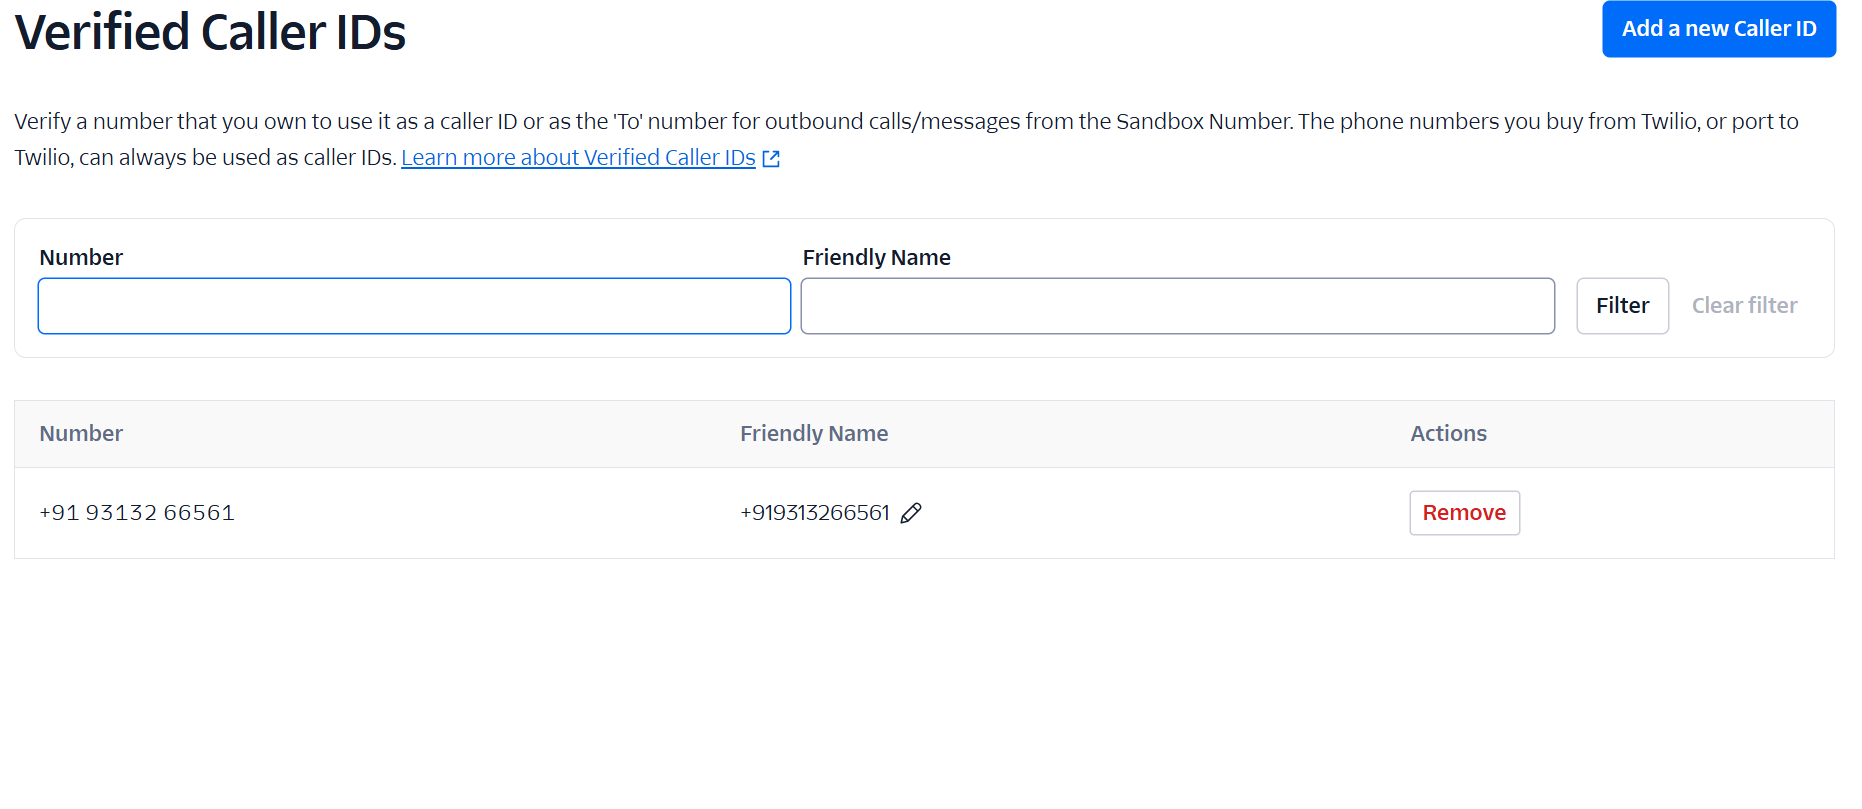 Verified Caller IDs
Add a new Caller ID
Verify a number that you own to use it as a caller ID or as the 'To' number for outbound calls/messages from the Sandbox Number. The phone numbers you buy from Twilio, or port to
Twilio, can always be used as caller IDs. Learn more about Verified Caller IDs
Number Friendly Name
Filter Clear filter
Number Friendly Name Actions
+91 93132 66561 +919313266561 Remove